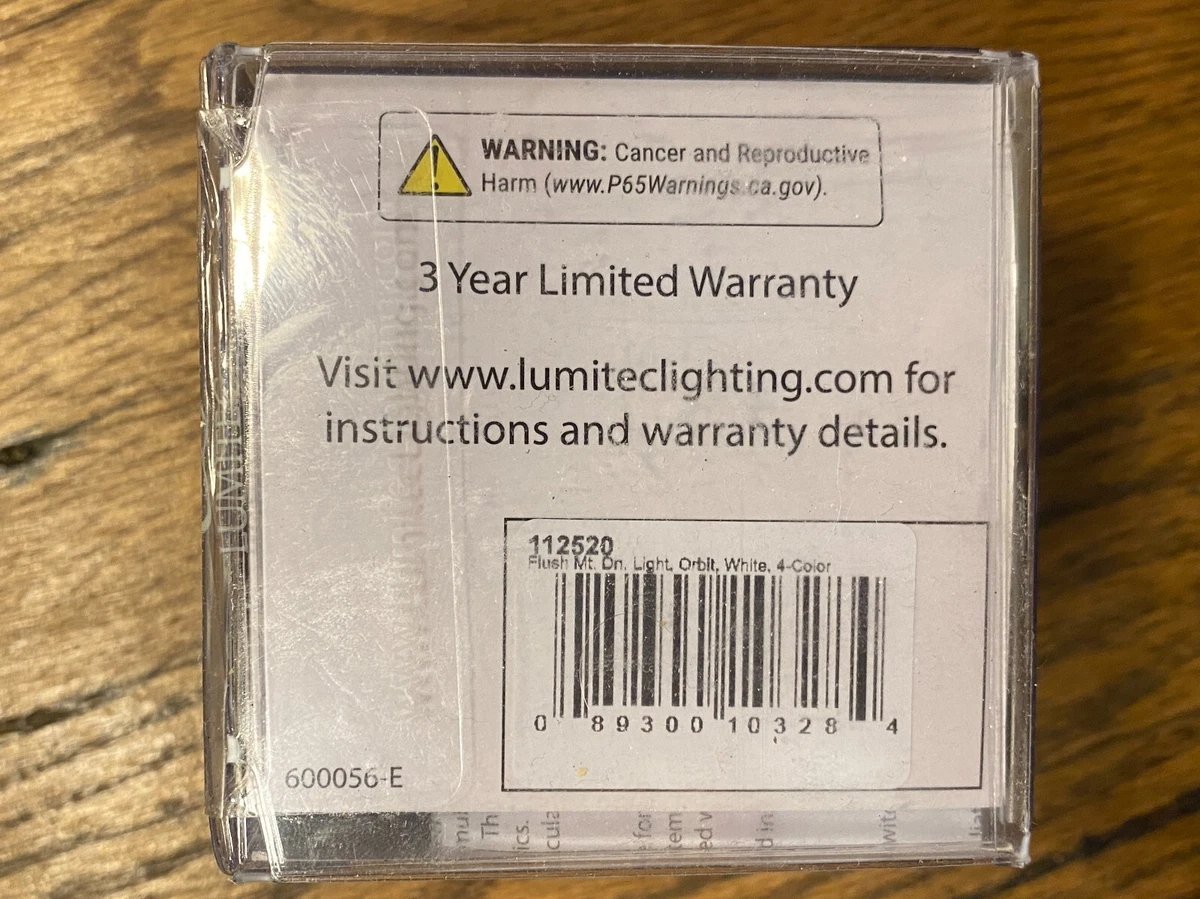 WARNING: Cancer and Reproductive
Harm (www.P65Warnings.ca.gov).
3 Year Limited Warranty
Visit www.lumiteclighting.com for
instructions and warranty details.
112520
Flush Mt. Dn. Light, Orbit, White, 4-Color
0 89300 10328 4
600056-E